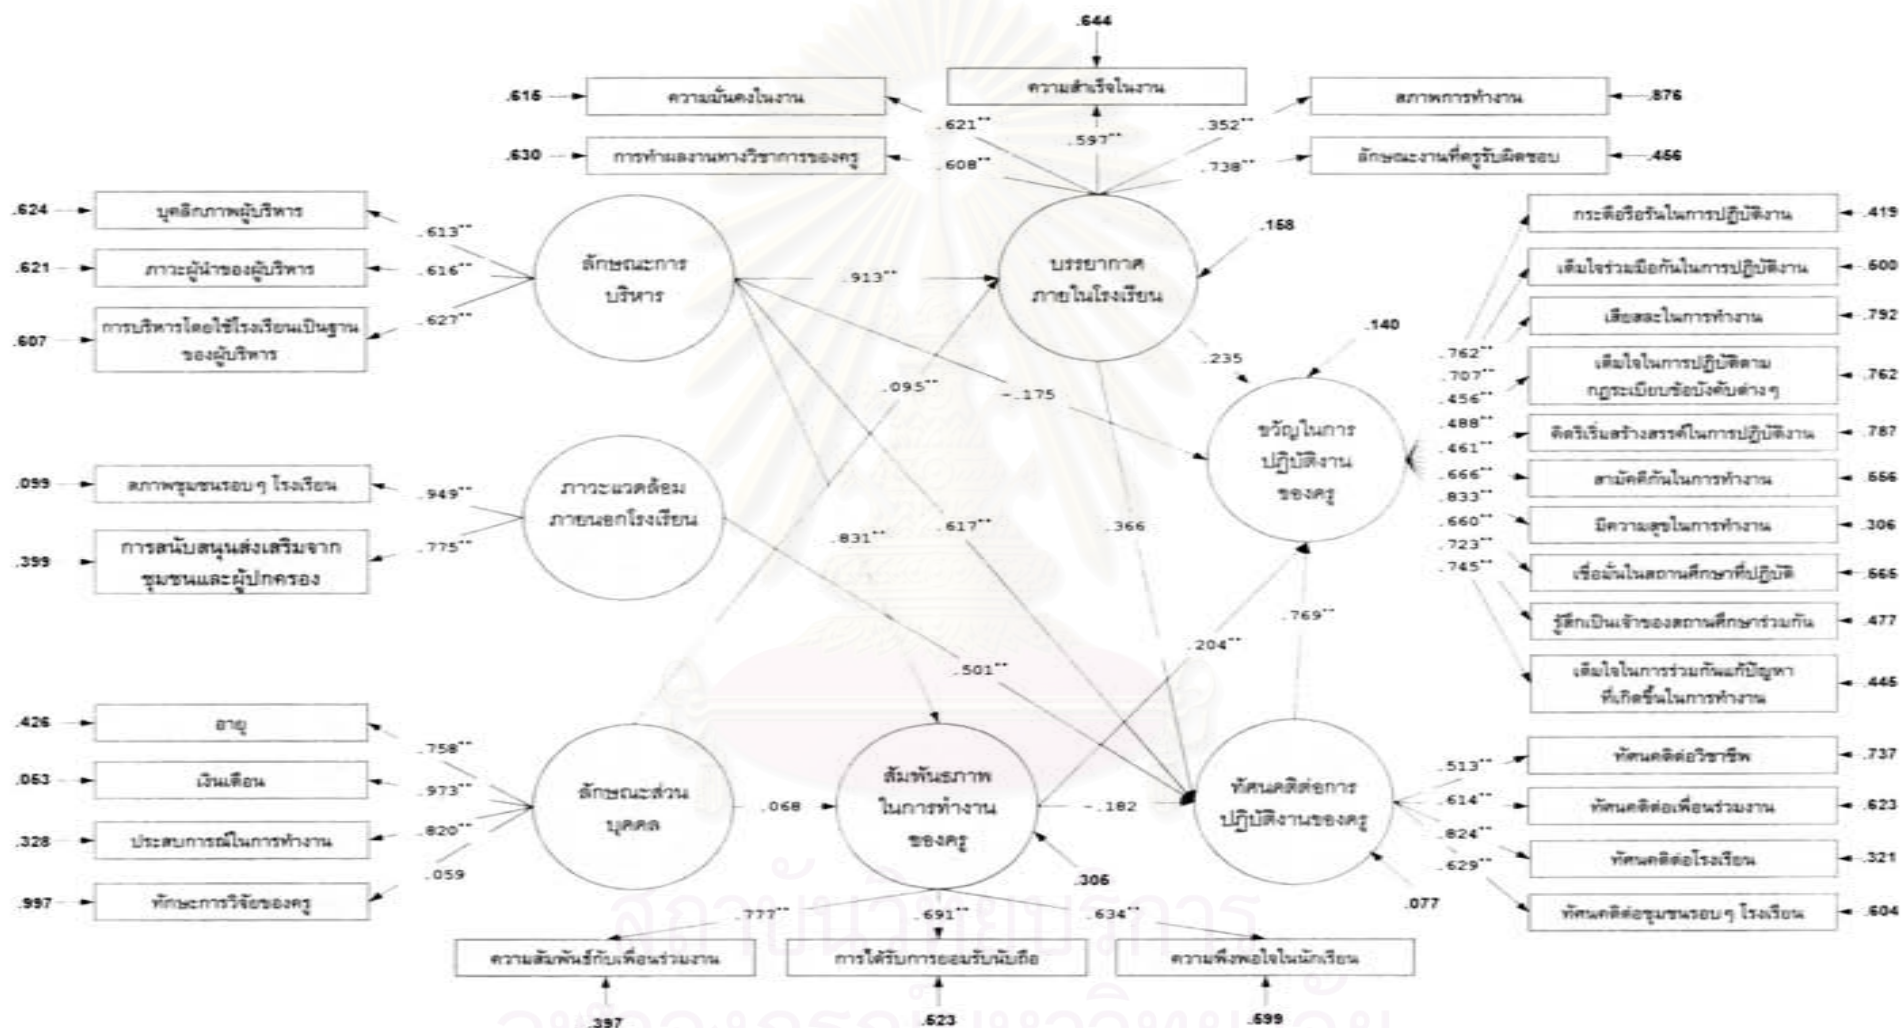 .644
.615
ความมั่นคงในงาน
ความสำเร็จในงาน
สภาพการทำงาน
.876
.621**
.597**
.352**
.630
การทำผลงานทางวิชาการของครู
.608**
.738**
ลักษณะงานที่ครูรับผิดชอบ
.456
.624
บุคลิกภาพผู้บริหาร
.613**
.621
ภาวะผู้นำของผู้บริหาร
.616**
.607
การบริหารโดยใช้โรงเรียนเป็นฐาน
ของผู้บริหาร
.627**
ลักษณะการ
บริหาร
.913**
บรรยากาศ
ภายในโรงเรียน
.158
.095**
-.175
.235
.140
ขวัญในการ
ปฏิบัติงาน
ของครู
.762**
.707**
.456**
.488**
.461**
.666**
.833**
.660**
.723**
.745**
กระตือรือร้นในการปฏิบัติงาน
.419
เต็มใจร่วมมือกันในการปฏิบัติงาน
.500
เสียสละในการทำงาน
.792
เต็มใจในการปฏิบัติตาม
กฎระเบียบข้อบังคับต่างๆ
.762
คิดริเริ่มสร้างสรรค์ในการปฏิบัติงาน
.787
สามัคคีกันในการทำงาน
.556
มีความสุขในการทำงาน
.306
เชื่อมั่นในสถานศึกษาที่ปฏิบัติ
.565
รู้สึกเป็นเจ้าของสถานศึกษาร่วมกัน
.477
เต็มใจในการร่วมกันแก้ปัญหา
ที่เกิดขึ้นในการทำงาน
.445
.099
สภาพชุมชนรอบๆ โรงเรียน
.949**
.399
การสนับสนุนส่งเสริมจาก
ชุมชนและผู้ปกครอง
.775**
ภาวะแวดล้อม
ภายนอกโรงเรียน
.831**
.617**
.366
.501**
.204**
.769**
.426
อายุ
.758**
.053
เงินเดือน
.973**
.328
ประสบการณ์ในการทำงาน
.820**
.997
ทักษะการวิจัยของครู
.059
ลักษณะส่วน
บุคคล
.068
สัมพันธภาพ
ในการทำงาน
ของครู
-.182
ทัศนคติต่อการ
ปฏิบัติงานของครู
.305
.077
.513**
ทัศนคติต่อวิชาชีพ
.737
.614**
ทัศนคติต่อเพื่อนร่วมงาน
.623
.824**
ทัศนคติต่อโรงเรียน
.321
.629**
ทัศนคติต่อชุมชนรอบๆ โรงเรียน
.604
.777**
.691**
.634**
ความสัมพันธ์กับเพื่อนร่วมงาน
การได้รับการยอมรับนับถือ
ความพึงพอใจในนักเรียน
.397
.523
.599
สถาบันวิทยบริการ
จุฬาลงกรณ์มหาวิทยาลัย